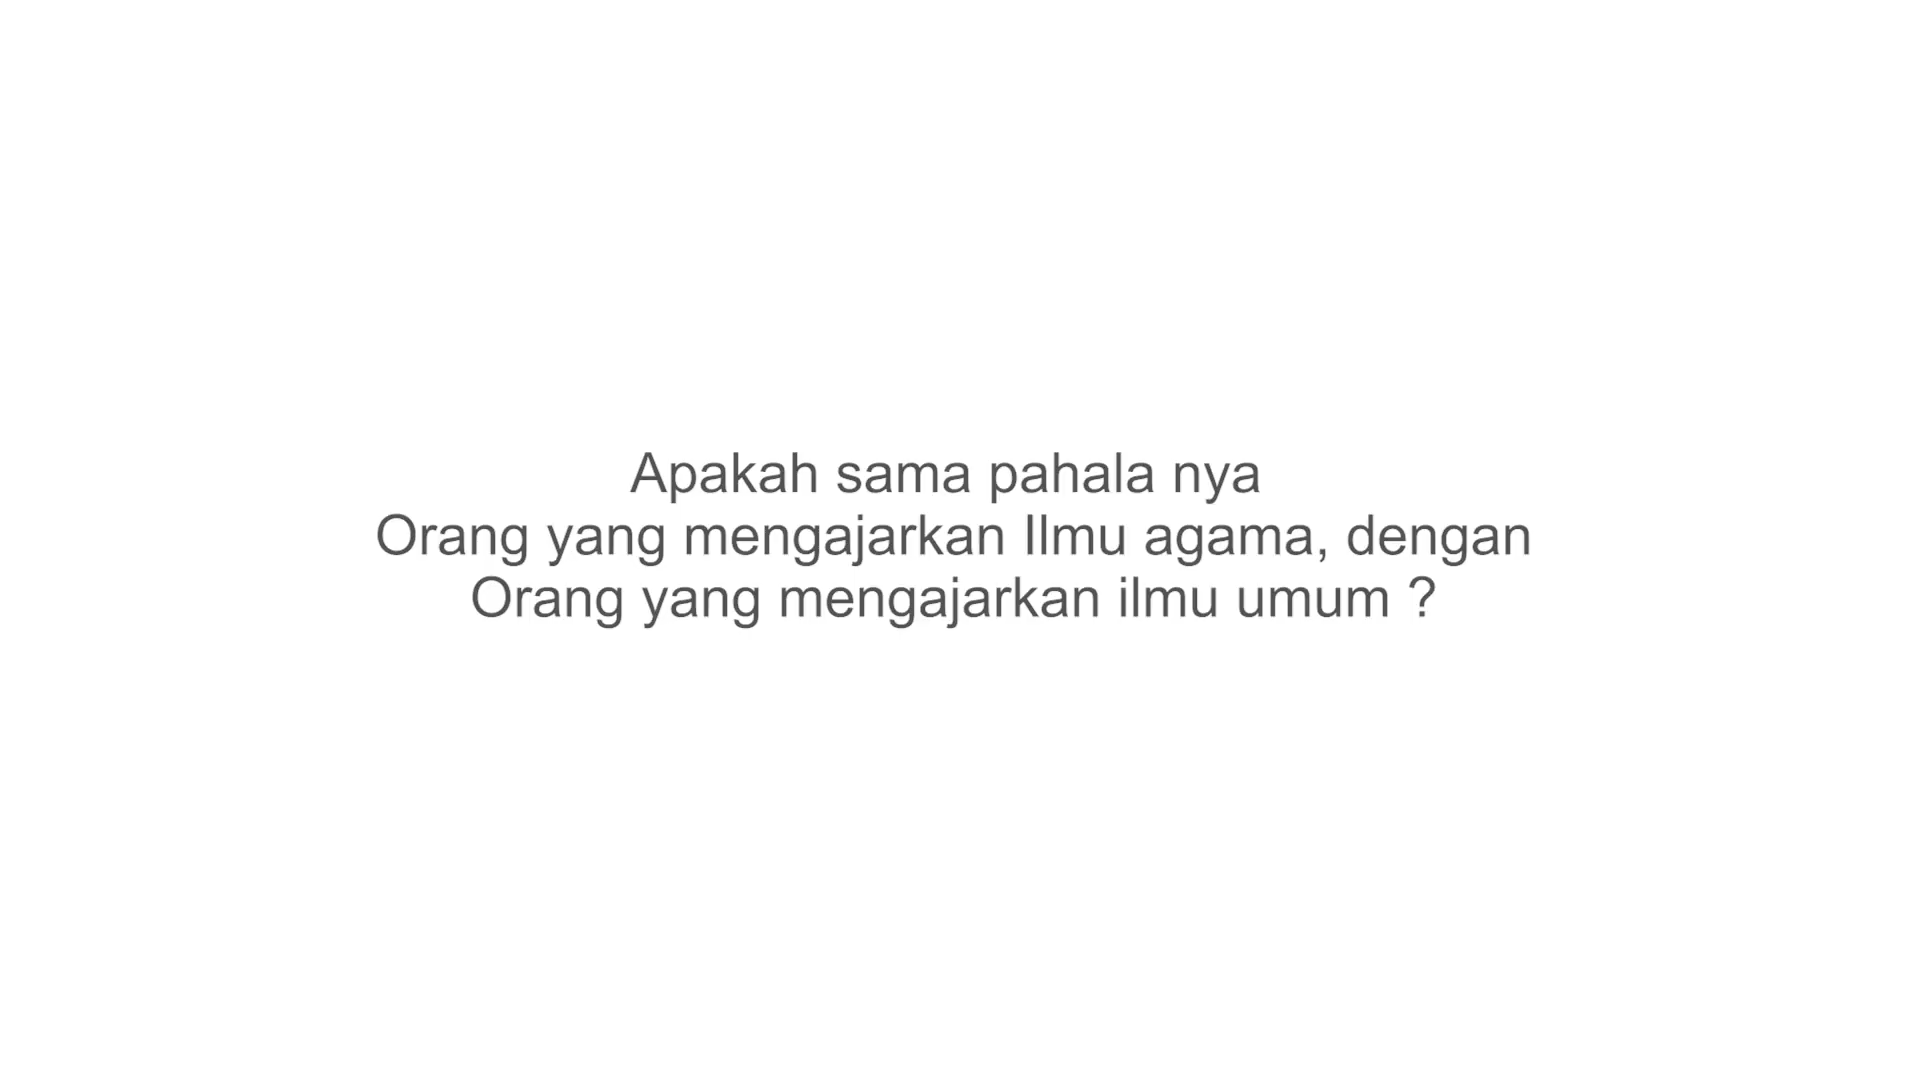 Apakah sama pahala nya
Orang yang mengajarkan Ilmu agama, dengan
Orang yang mengajarkan ilmu umum ?